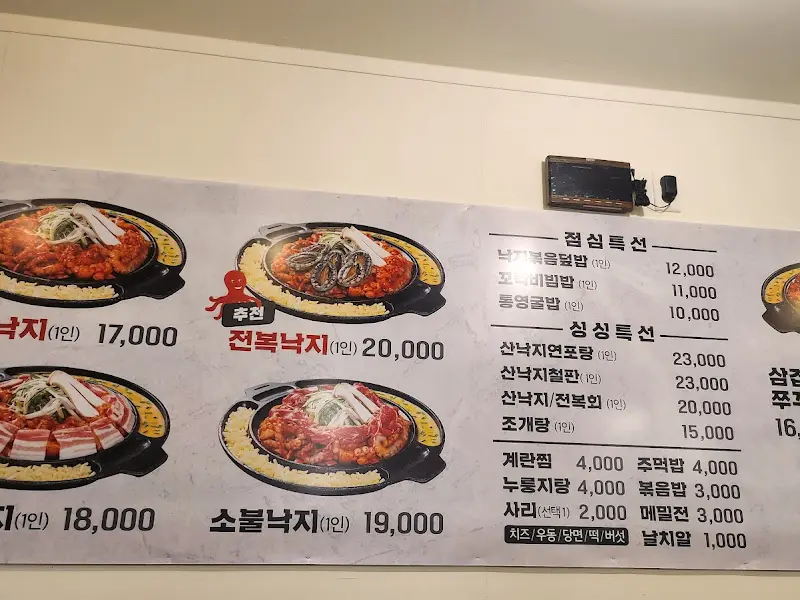 낙지(1인) 17,000
추천
전복낙지(1인) 20,000
지(1인) 18,000
소불낙지(1인) 19,000
점심특선
낙지볶음덮밥 (1인) 12,000
꼬막비빔밥 (1인) 11,000
통영굴밥 (1인) 10,000
싱싱특선
산낙지연포탕 (1인) 23,000
산낙지철판 (1인) 23,000
산낙지/전복회 (1인) 20,000
조개탕 (1인) 15,000
계란찜 4,000 주먹밥 4,000
누룽지탕 4,000 볶음밥 3,000
사리(선택1) 2,000 메밀전 3,000
치즈/우동/당면/떡/버섯 날치알 1,000
16,